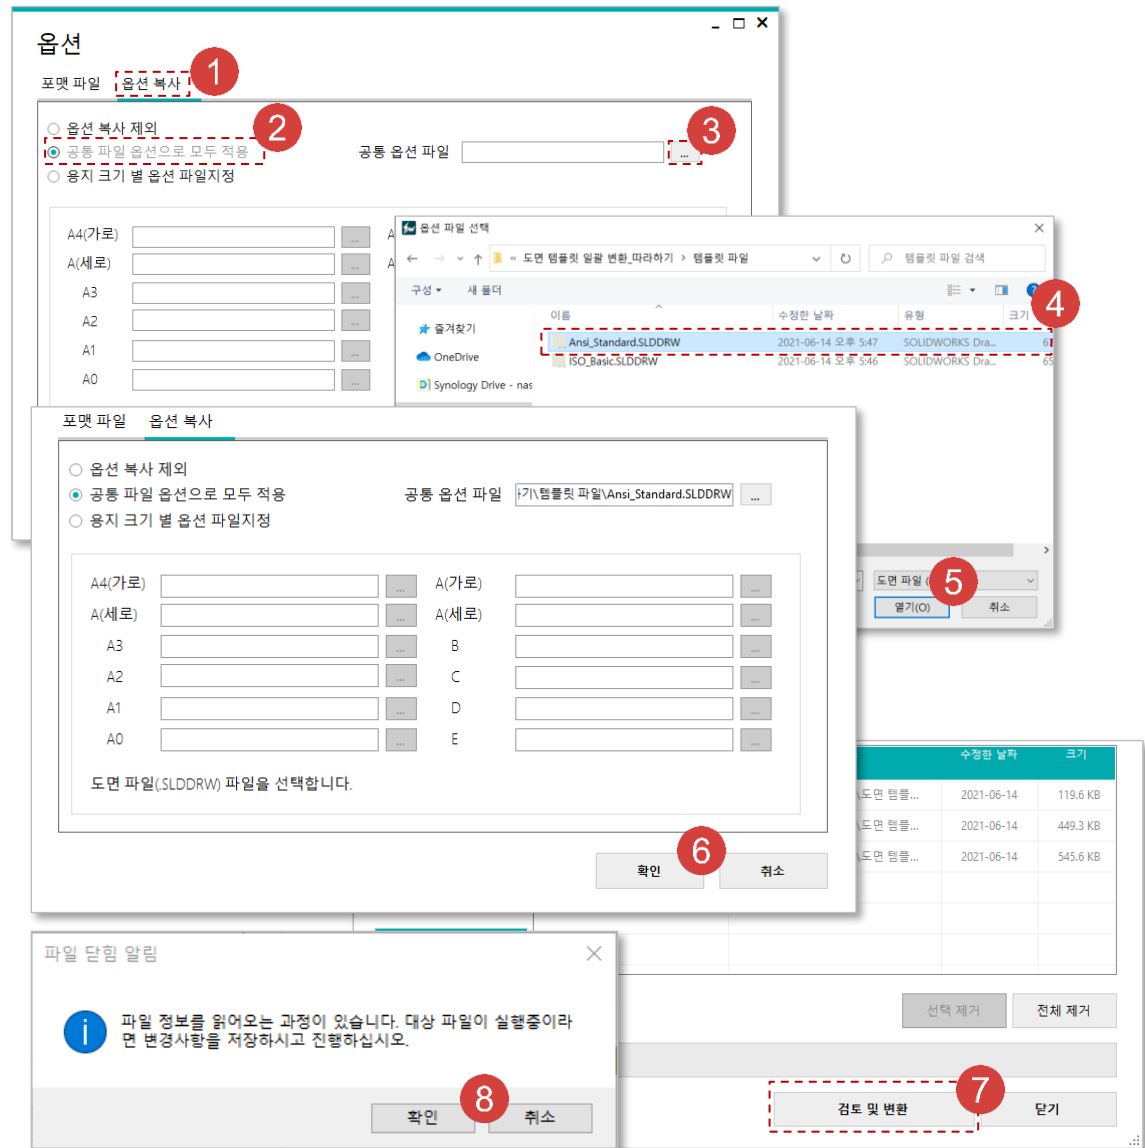 옵션
포맷 파일 옵션 복사 1
옵션 복사 제외 2
공통 파일 옵션으로 모두 적용 공통 옵션 파일 ... 3
용지 크기 별 옵션 파일지정
A4(가로) ... A
A(세로) ... A
A3 ...
A2 ...
A1 ...
A0 ...
옵션 파일 선택
« 도면 템플릿 일괄 변환_따라하기 › 템플릿 파일 템플릿 파일 검색
구성 새 폴더 4
이름 수정한 날짜 유형 크기
즐겨찾기
OneDrive
Synology Drive - nas
Ansi_Standard.SLDDRW 2021-06-14 오후 5:47 SOLIDWORKS Dra...
ISO_Basic.SLDDRW 2021-06-14 오후 5:46 SOLIDWORKS Dra... 65
도면 파일 ( 5
열기(O) 취소
포맷 파일 옵션 복사
옵션 복사 제외
공통 파일 옵션으로 모두 적용 공통 옵션 파일 기\템플릿 파일\Ansi_Standard.SLDDRW ...
용지 크기 별 옵션 파일지정
A4(가로) ... A(가로) ...
A(세로) ... A(세로) ...
A3 ... B ...
A2 ... C ...
A1 ... D ...
A0 ... E ...
도면 파일(.SLDDRW) 파일을 선택합니다.
확인 6 취소
수정한 날짜 크기
\도면 템플... 2021-06-14 119.6 KB
\도면 템플... 2021-06-14 449.3 KB
\도면 템플... 2021-06-14 545.6 KB
선택 제거 전체 제거
검토 및 변환 7 닫기
파일 닫힘 알림
파일 정보를 읽어오는 과정이 있습니다. 대상 파일이 실행중이라
면 변경사항을 저장하시고 진행하십시오.
확인 8 취소